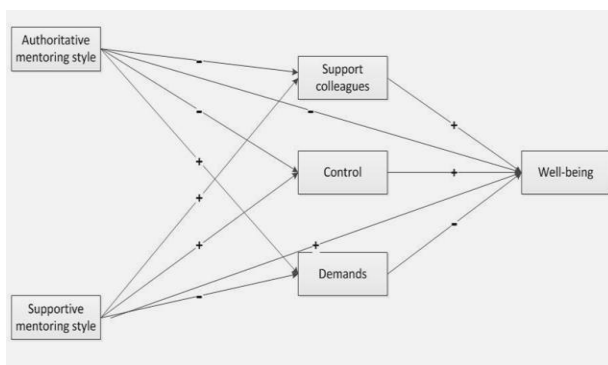 Authoritative
mentoring style
-
Support
colleagues
-
-
+
+
Control
+
Well-being
+
+
+
-
Demands
Supportive
mentoring style
-